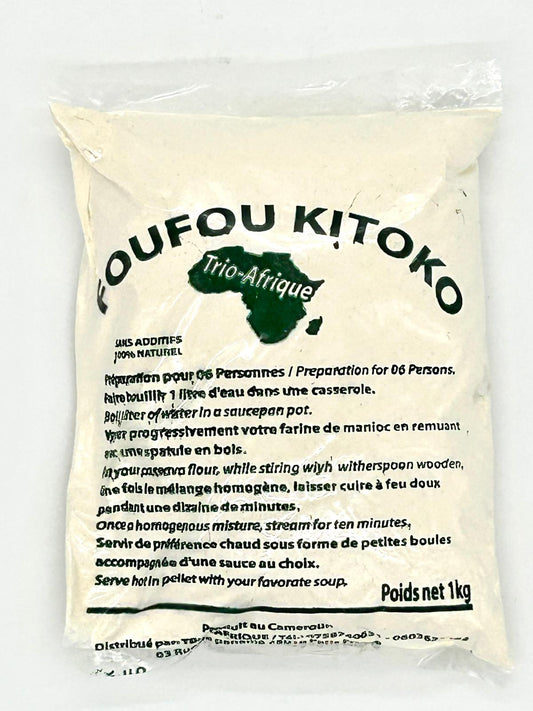 FOUFOU KITOKO
Trio-Afrique
SANS ADDITIFS
100% NATUREL
Préparation pour 06 Personnes / Preparation for 06 Persons.
Faire bouillir 1 litre d'eau dans une casserole.
Boil liter of water in a saucepan pot.
Verser progressivement votre farine de manioc en remuant
avec une spatule en bois.
your cassava flour, while stiring wiyh witherspoon wooden,
Une fois le mélange homogène, laisser cuire à feu doux
pendant une dizaine de minutes,
Once a homogenous misture, stream for ten minutes,
Servir de préférence chaud sous forme de petites boules
accompagnée d'une sauce au choix.
Serve hot in pellet with your favorate soup.
Poids net 1kg
Produit au Cameroun
Distribué par:
03 Rue